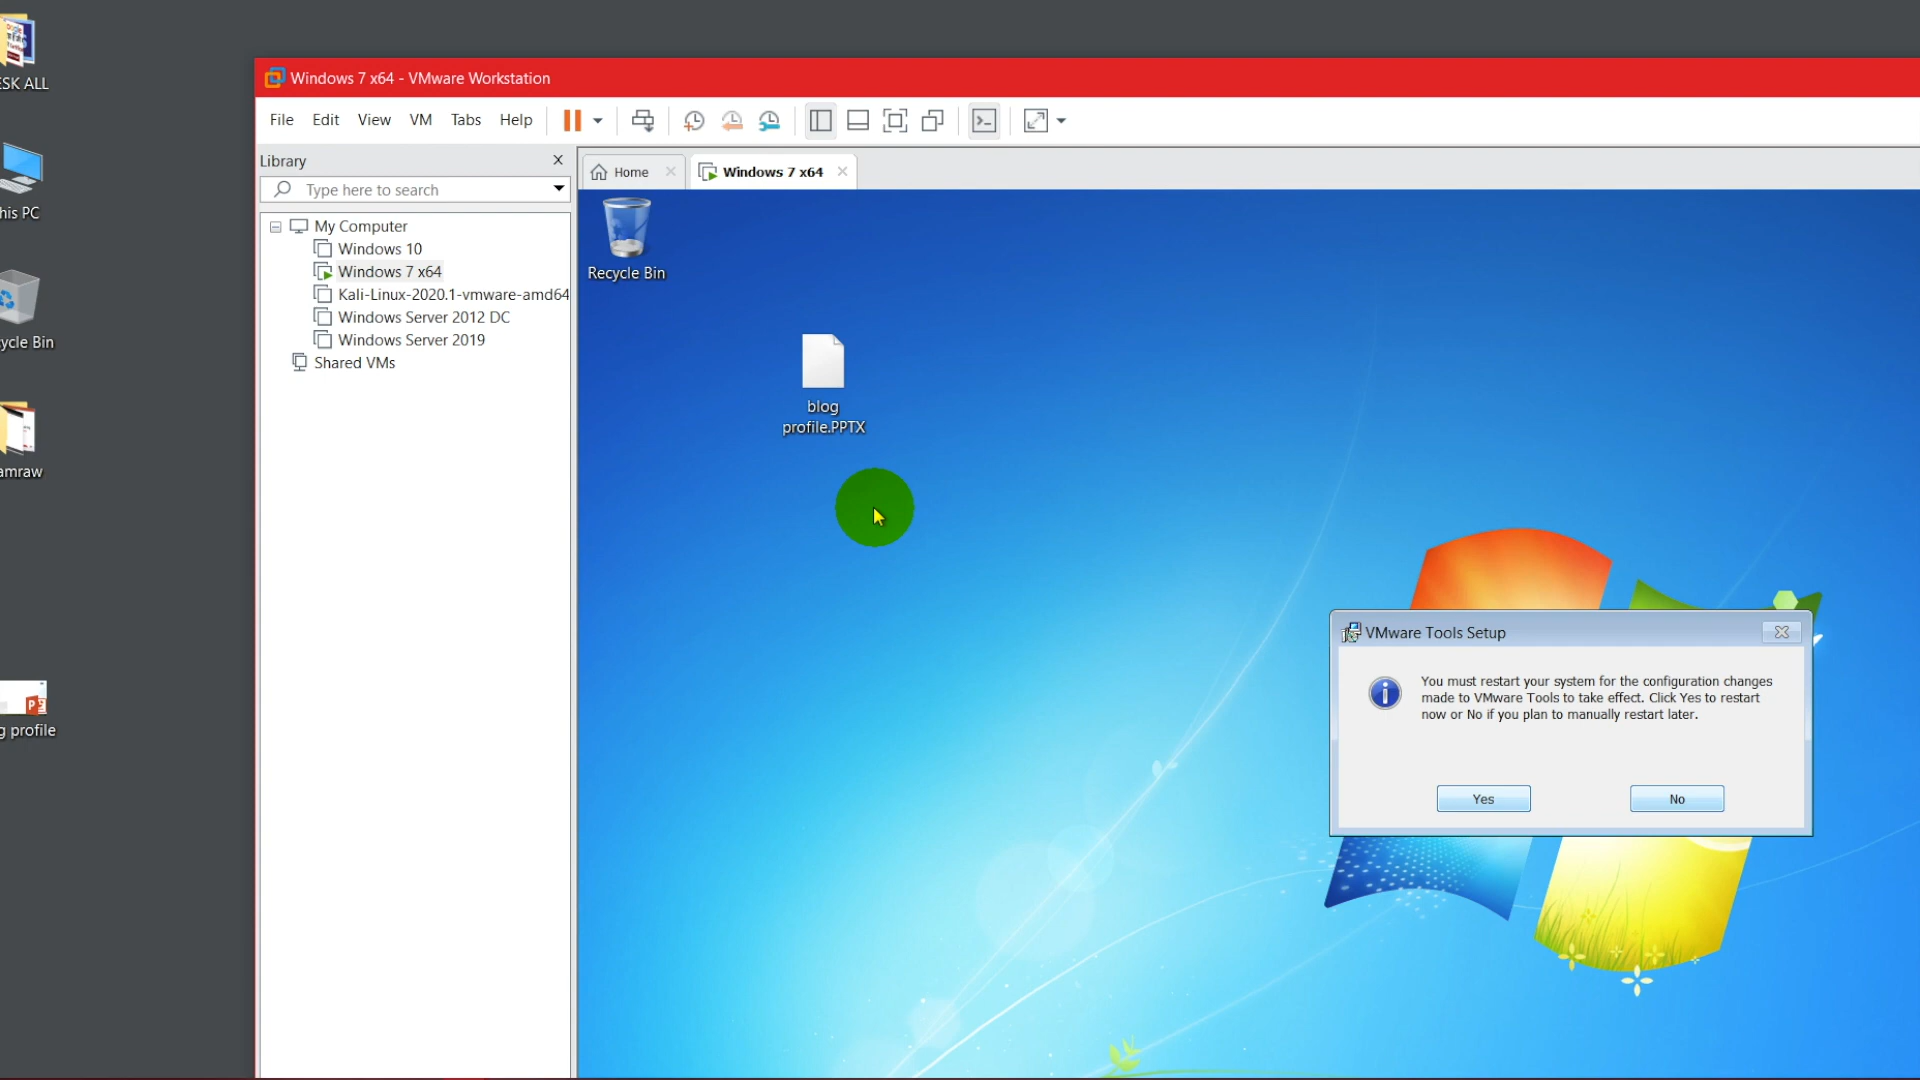 ESK ALL
his PC
cycle Bin
amraw
g profile
Windows 7 x64 - VMware Workstation
File Edit View VM Tabs Help
Library
Type here to search
My Computer
Windows 10
Windows 7 x64
Kali-Linux-2020.1-vmware-amd64
Windows Server 2012 DC
Windows Server 2019
Shared VMs
Home
Windows 7 x64
Recycle Bin
blog
profile.PPTX
VMware Tools Setup
You must restart your system for the configuration changes
made to VMware Tools to take effect. Click Yes to restart
now or No if you plan to manually restart later.
Yes
No